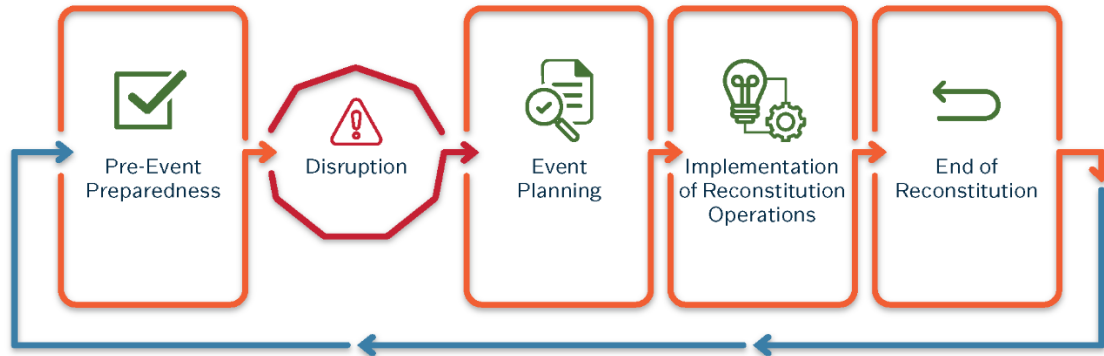 Pre-Event
Preparedness
Disruption
Event
Planning
Implementation
of Reconstitution
Operations
End of
Reconstitution